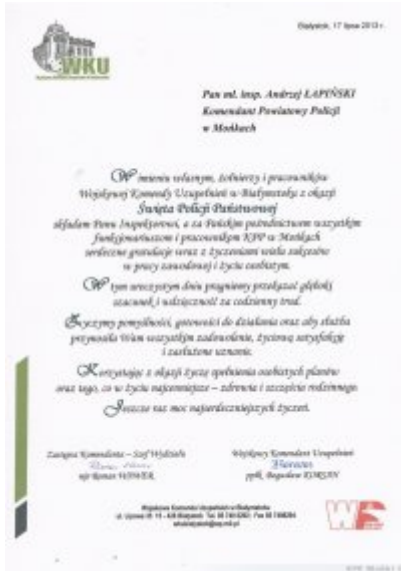 Białystok, 17 lipca 2013 r.
WKU
Pan mł. insp. Andrzej ŁAPIŃSKI
Komendant Powiatowy Policji
w Mońkach
W imieniu własnym, żołnierzy i pracowników
Wojskowej Komendy Uzupełnień w Białymstoku z okazji
Święta Policji Państwowej
składam Panu Inspektorowi, a za Pańskim pośrednictwem wszystkim
funkcjonariuszom i pracownikom KPP w Mońkach
serdeczne gratulacje wraz z życzeniami wielu sukcesów
w pracy zawodowej i życiu osobistym.
W tym uroczystym dniu pragniemy przekazać głęboki
szacunek i wdzięczność za codzienny trud.
Życzymy pomyślności, gotowości do działania oraz aby służba
przynosiła Wam wszystkim zadowolenie, życiową satysfakcję
i zasłużone uznanie.
Korzystając z okazji życzę spełnienia osobistych planów
oraz tego, co w życiu najcenniejsze – zdrowia i szczęścia rodzinnego.
Jeszcze raz moc najserdeczniejszych życzeń.
Zastępca Komendanta – Szef Wydziału
mjr Roman
Wojskowy Komendant Uzupełnień
ppłk. Bogusław KORSAN
Wojskowa Komenda Uzupełnień w Białymstoku